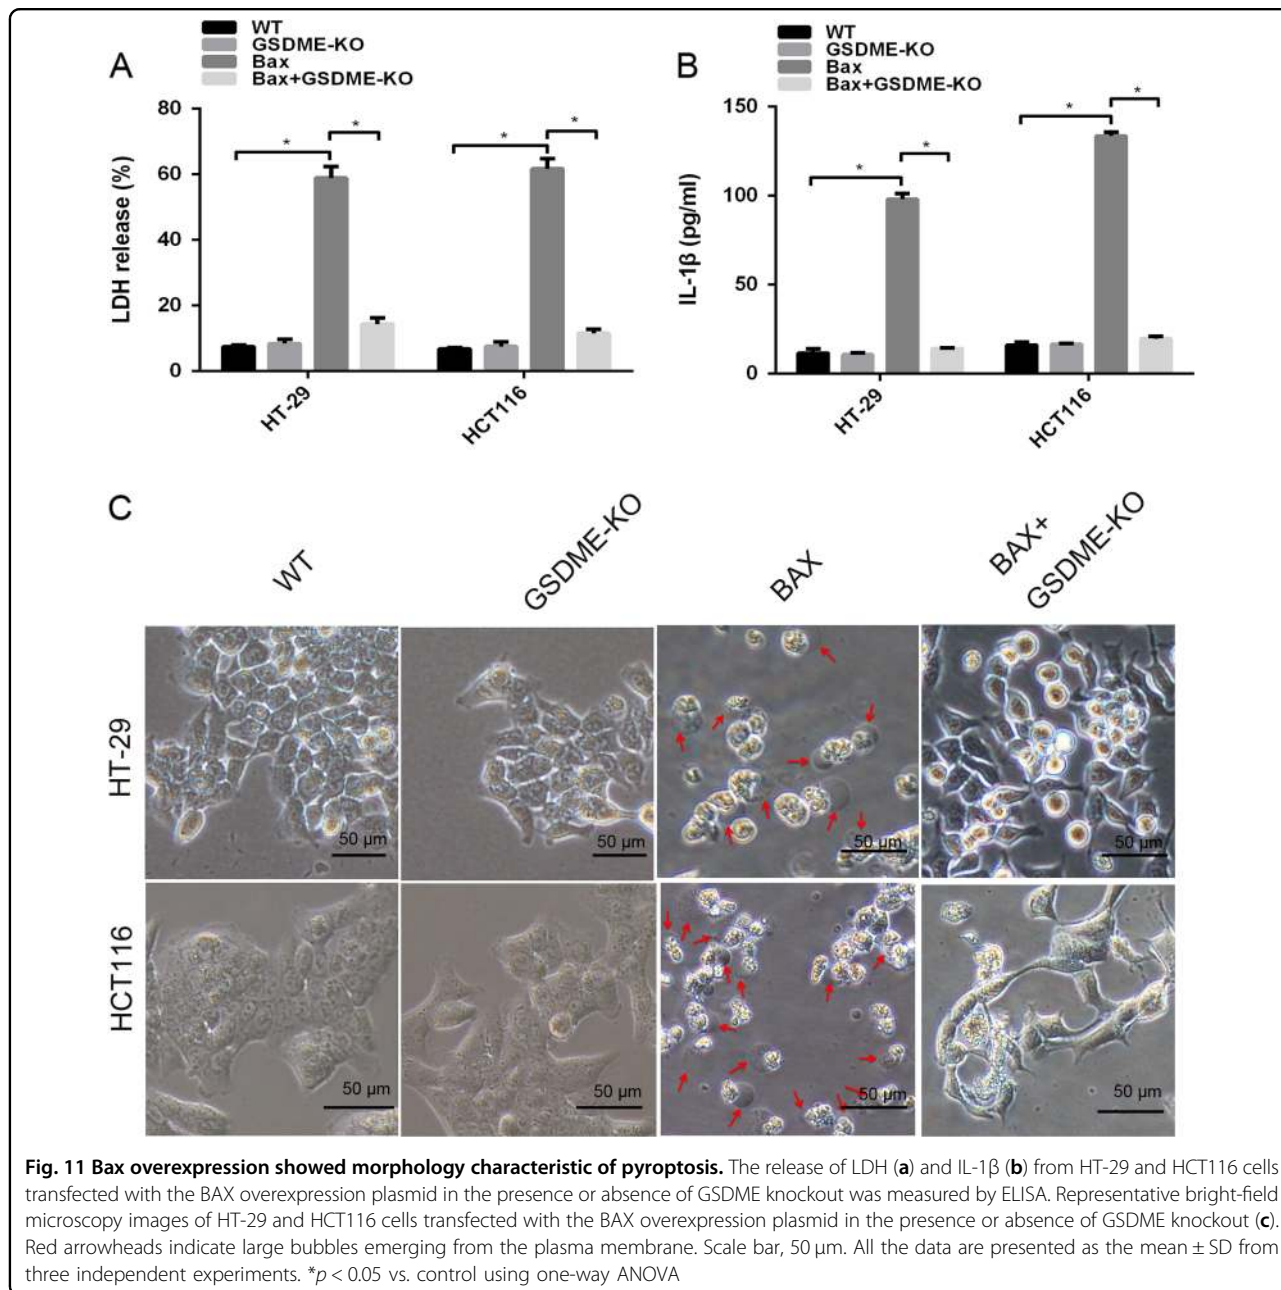 A
WT
GSDME-KO
Bax
Bax+GSDME-KO
LDH release (%)
80
60
40
20
0
*
*
*
*
HT-29
HCT116
B
WT
GSDME-KO
Bax
Bax+GSDME-KO
IL-1β (pg/ml)
150
100
50
0
*
*
*
*
HT-29
HCT116
C
WT
GSDME-KO
BAX
BAX+
GSDME-KO
HT-29
50 µm
50 µm
50 µm
50 µm
HCT116
50 µm
50 µm
50 µm
50 µm
Fig. 11 Bax overexpression showed morphology characteristic of pyroptosis. The release of LDH (a) and IL-1β (b) from HT-29 and HCT116 cells
transfected with the BAX overexpression plasmid in the presence or absence of GSDME knockout was measured by ELISA. Representative bright-field
microscopy images of HT-29 and HCT116 cells transfected with the BAX overexpression plasmid in the presence or absence of GSDME knockout (c).
Red arrowheads indicate large bubbles emerging from the plasma membrane. Scale bar, 50 µm. All the data are presented as the mean ± SD from
three independent experiments. *p < 0.05 vs. control using one-way ANOVA